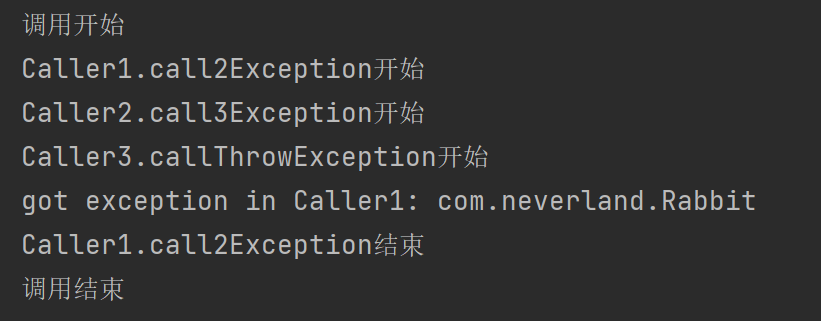 调用开始
Caller1.call2Exception开始
Caller2.call3Exception开始
Caller3.callThrowException开始
got exception in Caller1: com.neverland.Rabbit
Caller1.call2Exception结束
调用结束